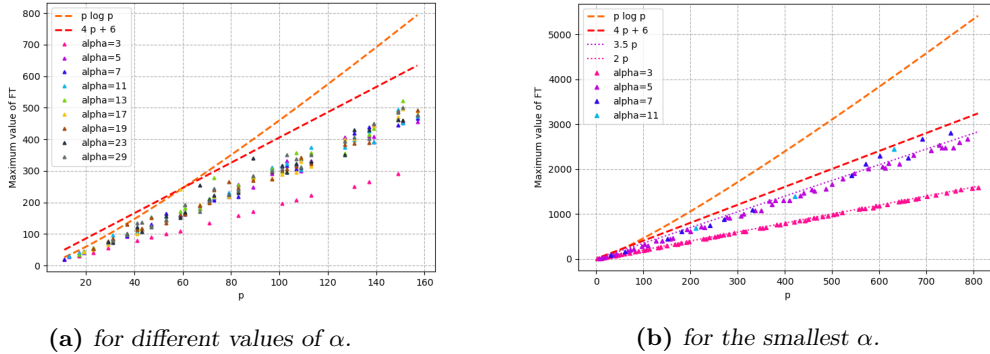 800
700
600
500
400
300
200
100
0
Maximum value of FT
p log p
4 p + 6
alpha=3
alpha=5
alpha=7
alpha=11
alpha=13
alpha=17
alpha=19
alpha=23
alpha=29
20 40 60 80 100 120 140 160
p
(a) for different values of α.
5000
4000
3000
2000
1000
0
Maximum value of FT
p log p
4 p + 6
3.5 p
2 p
alpha=3
alpha=5
alpha=7
alpha=11
0 100 200 300 400 500 600 700 800
p
(b) for the smallest α.